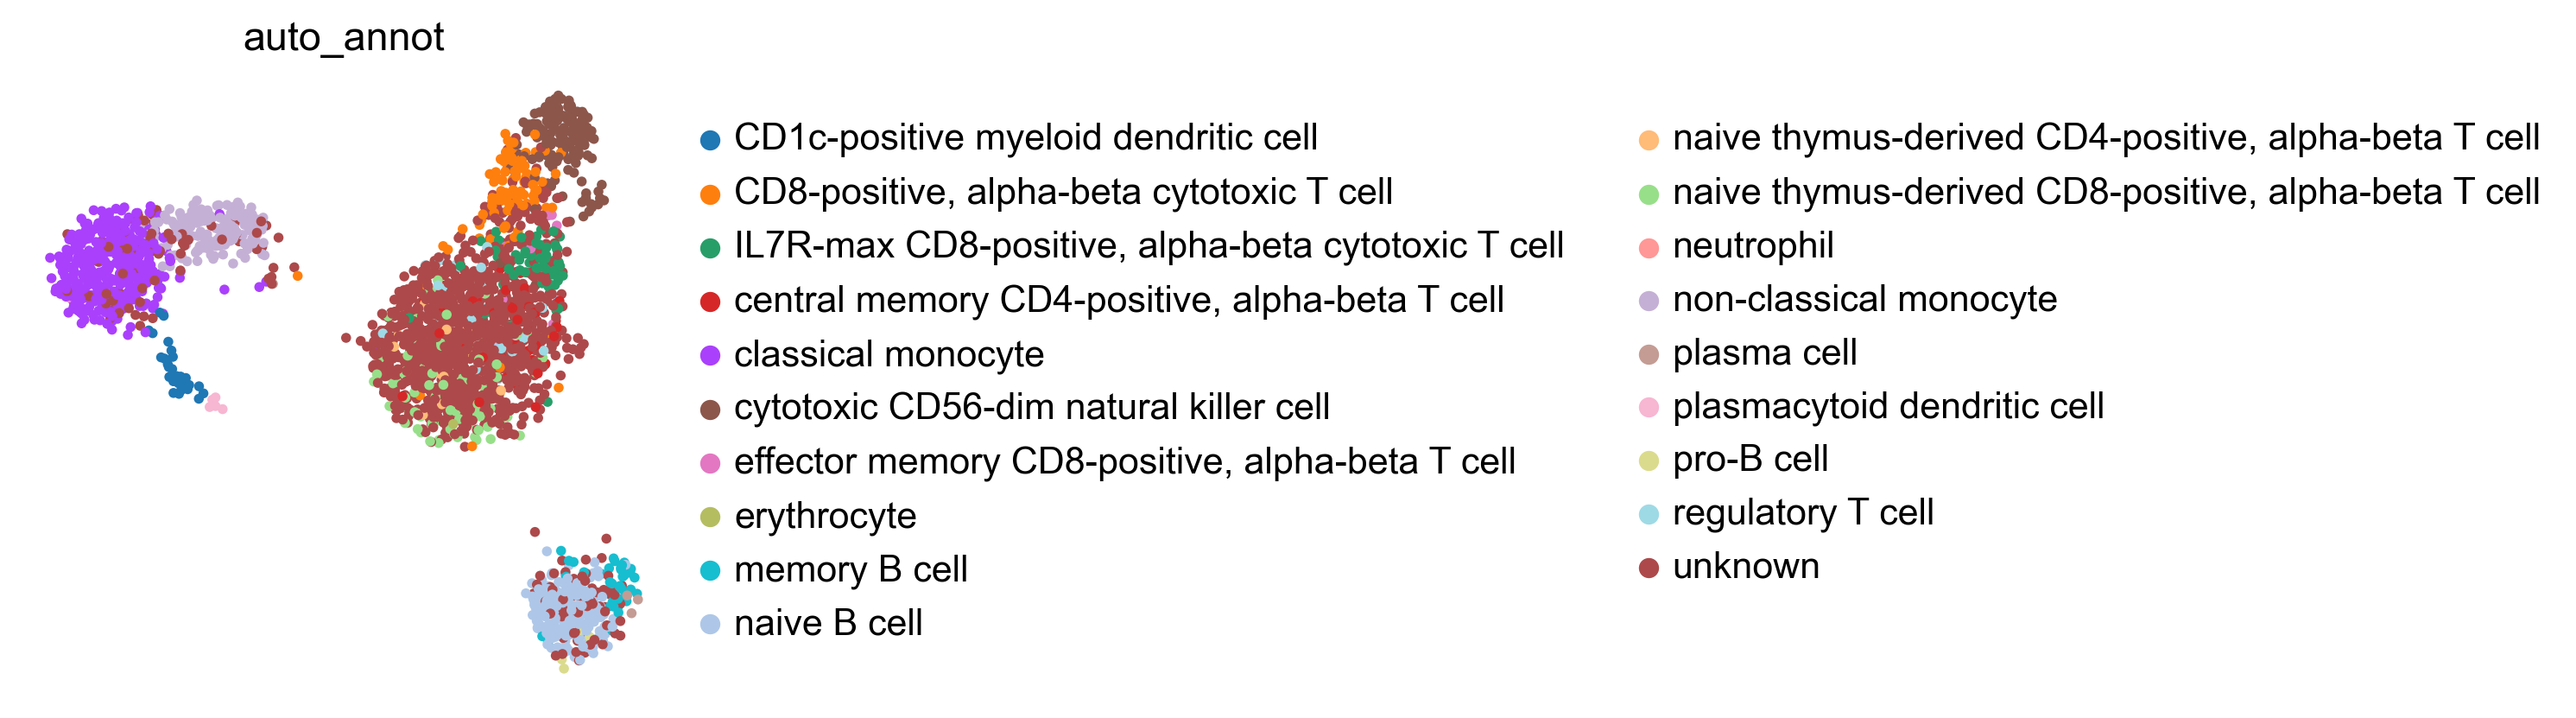 auto_annot
CD1c-positive myeloid dendritic cell
CD8-positive, alpha-beta cytotoxic T cell
IL7R-max CD8-positive, alpha-beta cytotoxic T cell
central memory CD4-positive, alpha-beta T cell
classical monocyte
cytotoxic CD56-dim natural killer cell
effector memory CD8-positive, alpha-beta T cell
erythrocyte
memory B cell
naive B cell
naive thymus-derived CD4-positive, alpha-beta T cell
naive thymus-derived CD8-positive, alpha-beta T cell
neutrophil
non-classical monocyte
plasma cell
plasmacytoid dendritic cell
pro-B cell
regulatory T cell
unknown